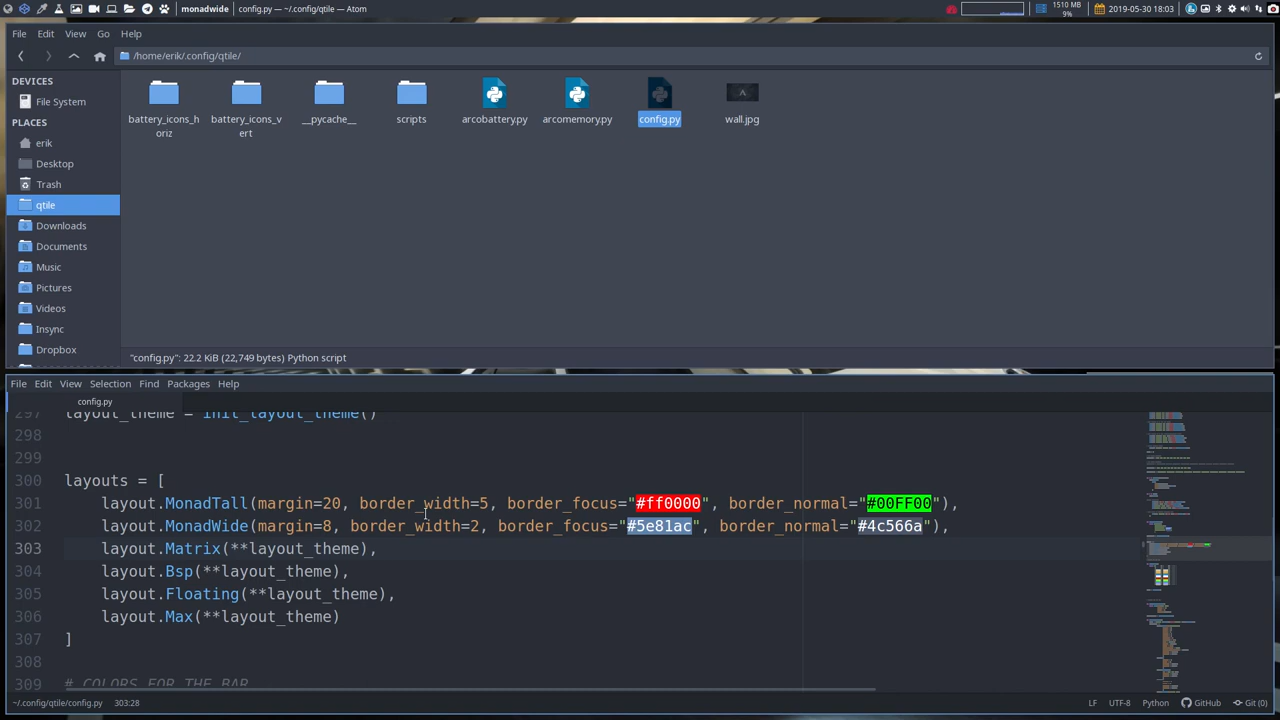 monadwide
config.py — ~/.config/qtile — Atom
1510 MB
9%
2019-05-30 18:03
File Edit View Go Help
/home/erik/.config/qtile/
DEVICES
File System
PLACES
erik
Desktop
Trash
qtile
Downloads
Documents
Music
Pictures
Videos
Insync
Dropbox
battery_icons_h
oriz
battery_icons_v
ert
__pycache__
scripts
arcobattery.py
arcomemory.py
config.py
wall.jpg
"config.py": 22.2 KiB (22,749 bytes) Python script
File Edit View Selection Find Packages Help
config.py
297 layout_theme = init_layout_theme()
298
299
300 layouts = [
301 layout.MonadTall(margin=20, border_width=5, border_focus="#ff0000", border_normal="#00FF00"),
302 layout.MonadWide(margin=8, border_width=2, border_focus="#5e81ac", border_normal="#4c566a"),
303 layout.Matrix(**layout_theme),
304 layout.Bsp(**layout_theme),
305 layout.Floating(**layout_theme),
306 layout.Max(**layout_theme)
307 ]
308
309 # COLORS FOR THE BAR
~/.config/qtile/config.py 303:28
LF UTF-8 Python GitHub Git (0)